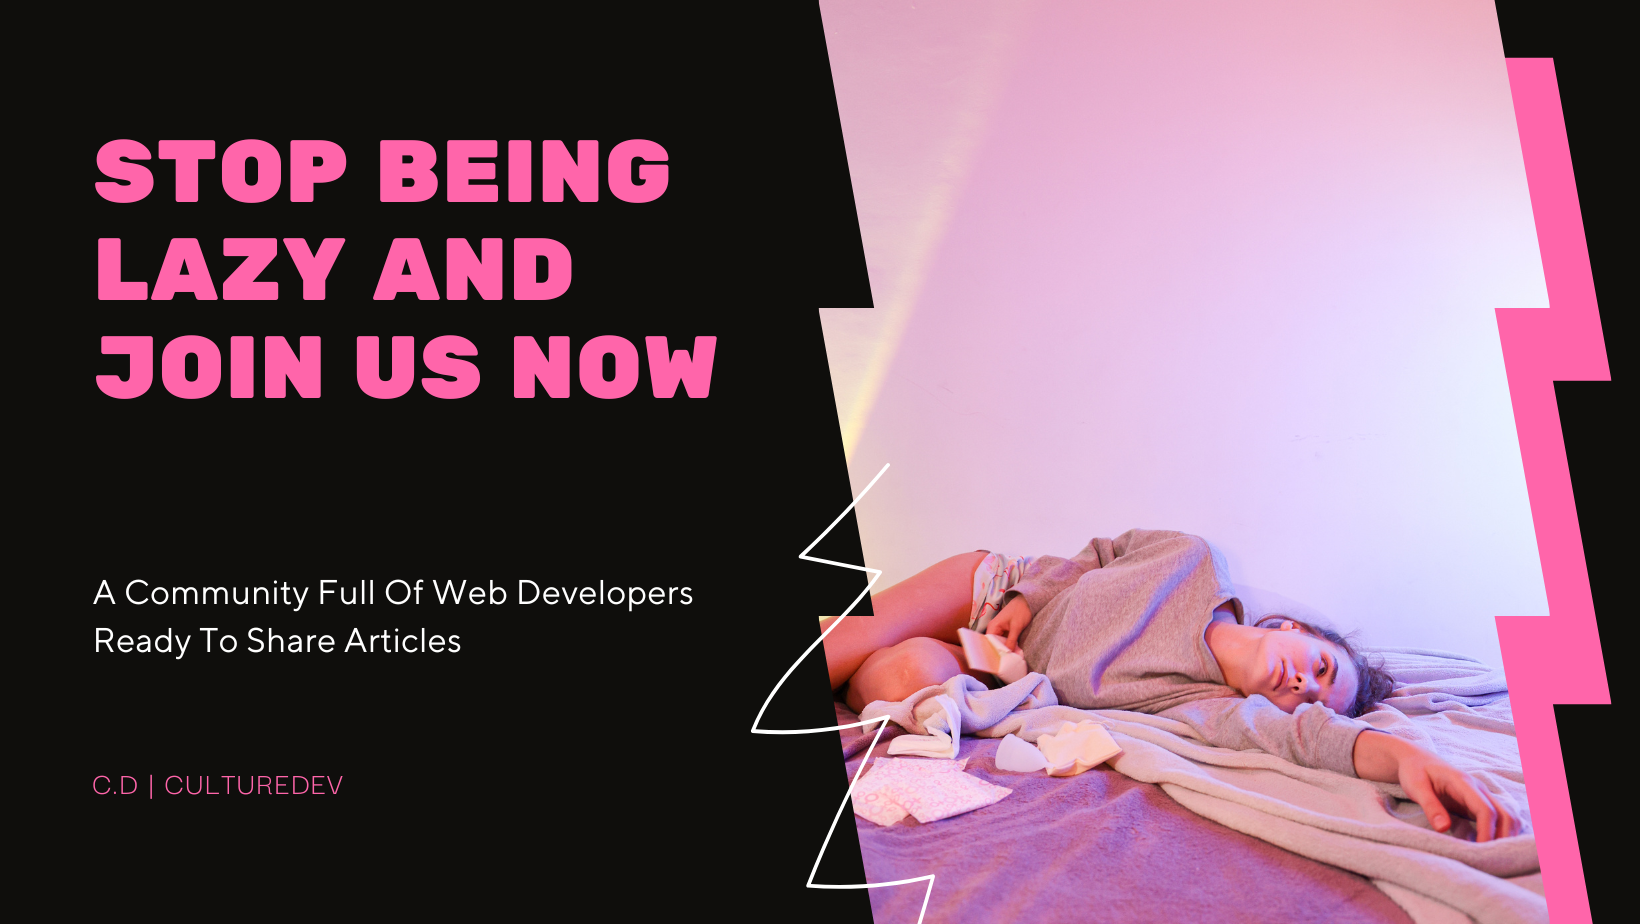 STOP BEING
LAZY AND
JOIN US NOW
A Community Full Of Web Developers
Ready To Share Articles
C.D | CULTUREDEV